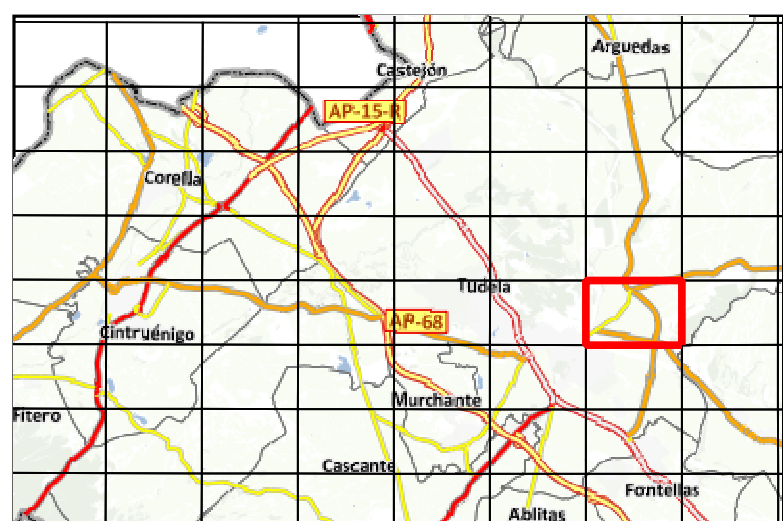 Arguedas
Castejón
AP-15-R
Corella
Tudela
AP-68
Cintruénigo
Murchante
Fitero
Cascante
Fontellas
Ablitas